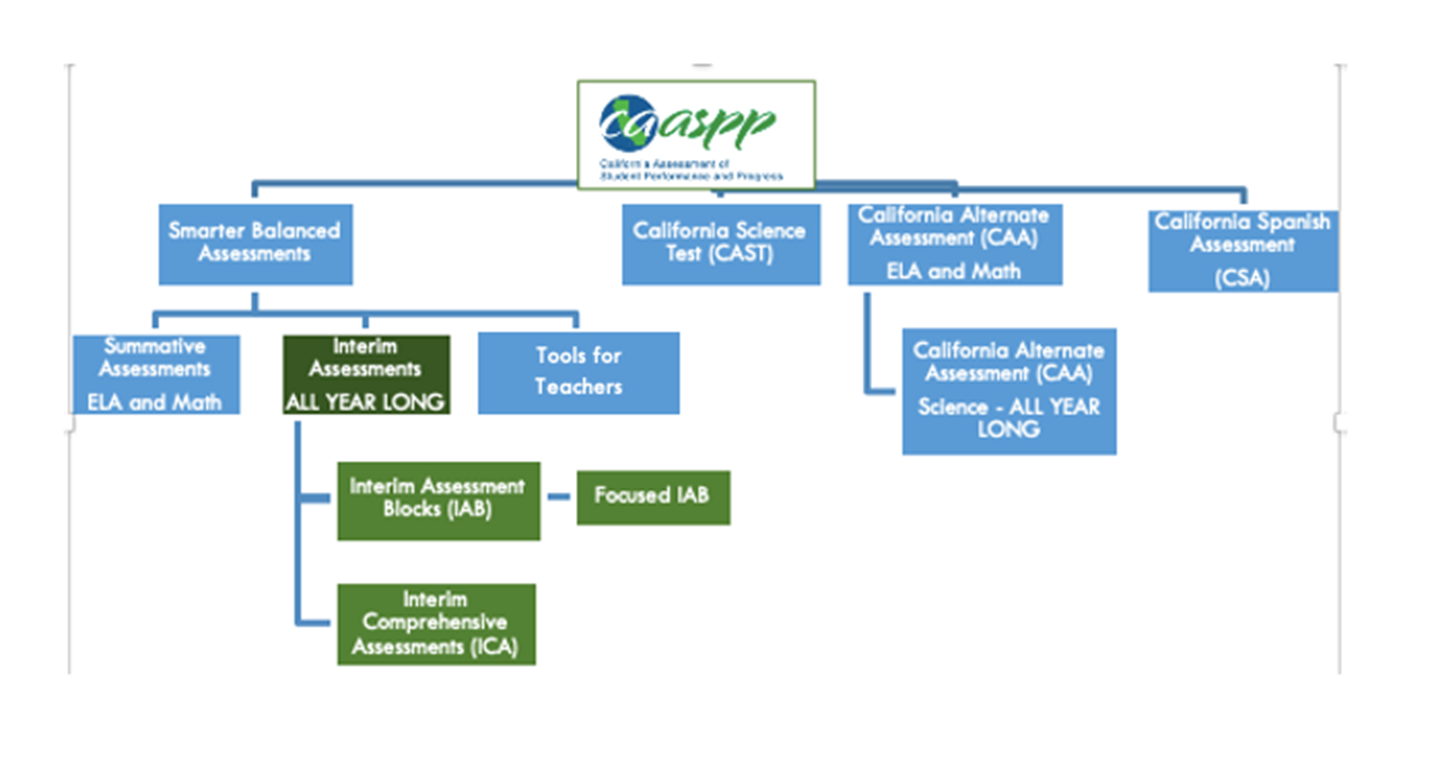 caaspp
California Assessment of
Student Performance and Progress
Smarter Balanced
Assessments
California Science
Test (CAST)
California Alternate
Assessment (CAA)
ELA and Math
California Spanish
Assessment
(CSA)
Summative
Assessments
ELA and Math
Interim
Assessments
ALL YEAR LONG
Tools for
Teachers
California Alternate
Assessment (CAA)
Science - ALL YEAR
LONG
Interim Assessment
Blocks (IAB)
Focused IAB
Interim
Comprehensive
Assessments (ICA)